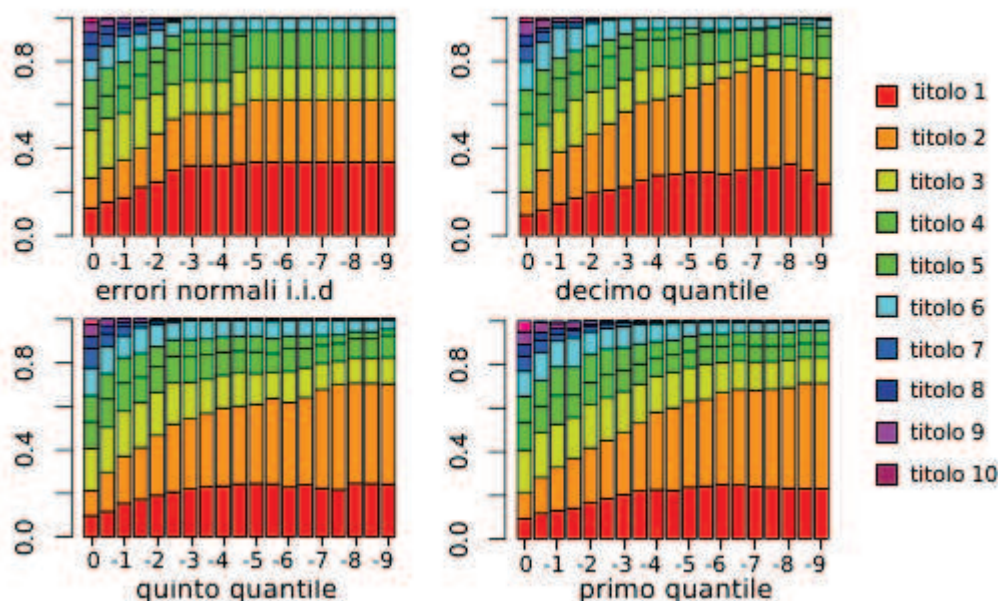 0.8
0.4
0.0
0 -1 -2 -3 -4 -5 -6 -7 -8 -9
errori normali i.i.d
0.8
0.4
0.0
0 -1 -2 -3 -4 -5 -6 -7 -8 -9
decimo quantile
titolo 1
titolo 2
titolo 3
titolo 4
titolo 5
titolo 6
titolo 7
titolo 8
titolo 9
titolo 10
0.8
0.4
0.0
0 -1 -2 -3 -4 -5 -6 -7 -8 -9
quinto quantile
0.8
0.4
0.0
0 -1 -2 -3 -4 -5 -6 -7 -8 -9
primo quantile